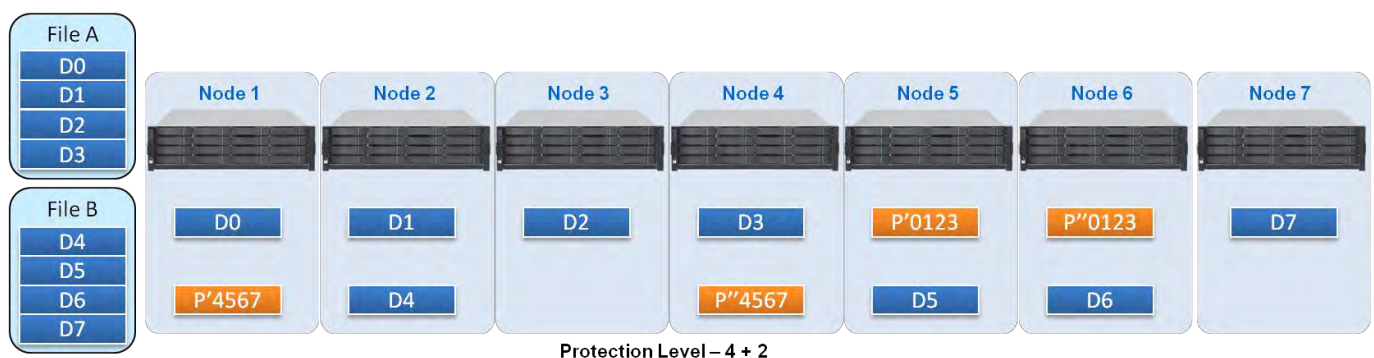 File A
D0
D1
D2
D3
File B
D4
D5
D6
D7
Node 1 Node 2 Node 3 Node 4 Node 5 Node 6 Node 7
D0 D1 D2 D3 P'0123 P''0123 D7
P'4567 D4 P''4567 D5 D6
Protection Level – 4 + 2